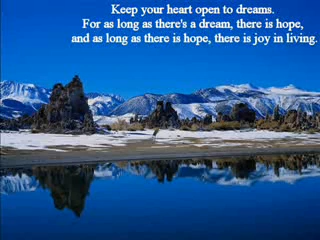 Keep your heart open to dreams.
For as long as there's a dream, there is hope,
and as long as there is hope, there is joy in living.